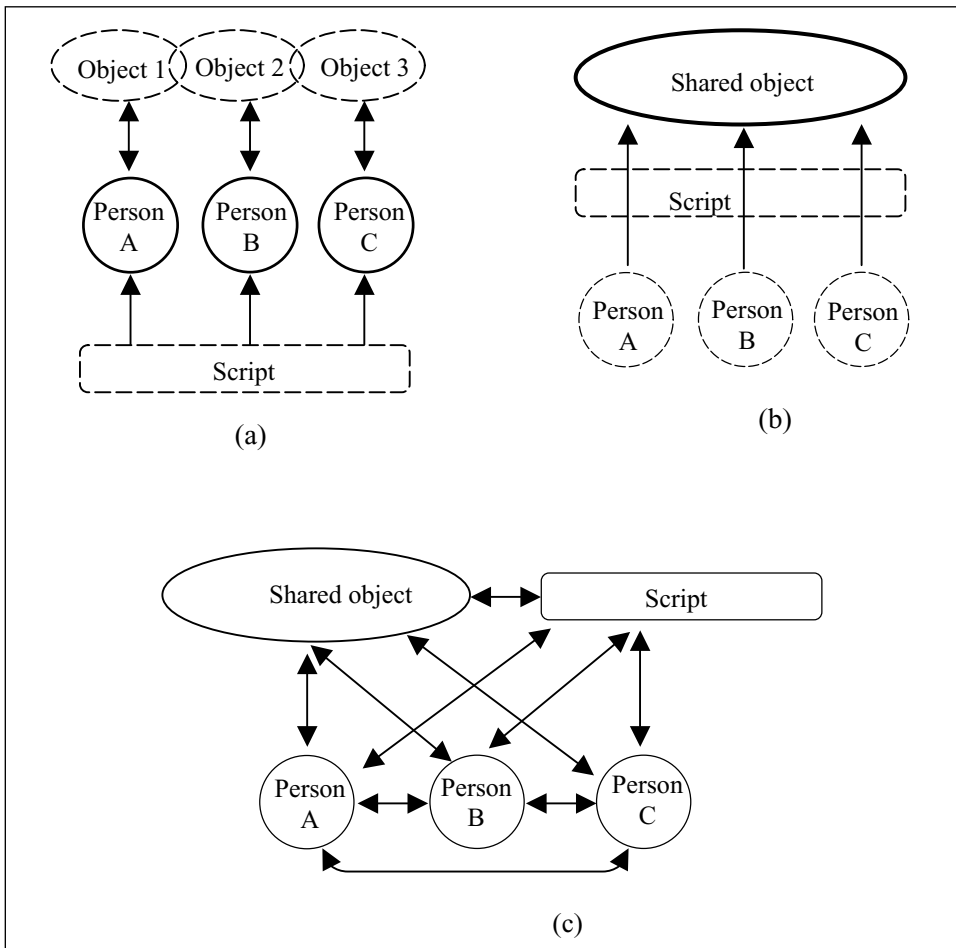 Object 1 Object 2 Object 3
Person Person Person
A B C
Script
(a)
Shared object
Script
Person Person Person
A B C
(b)
Shared object Script
Person Person Person
A B C
(c)